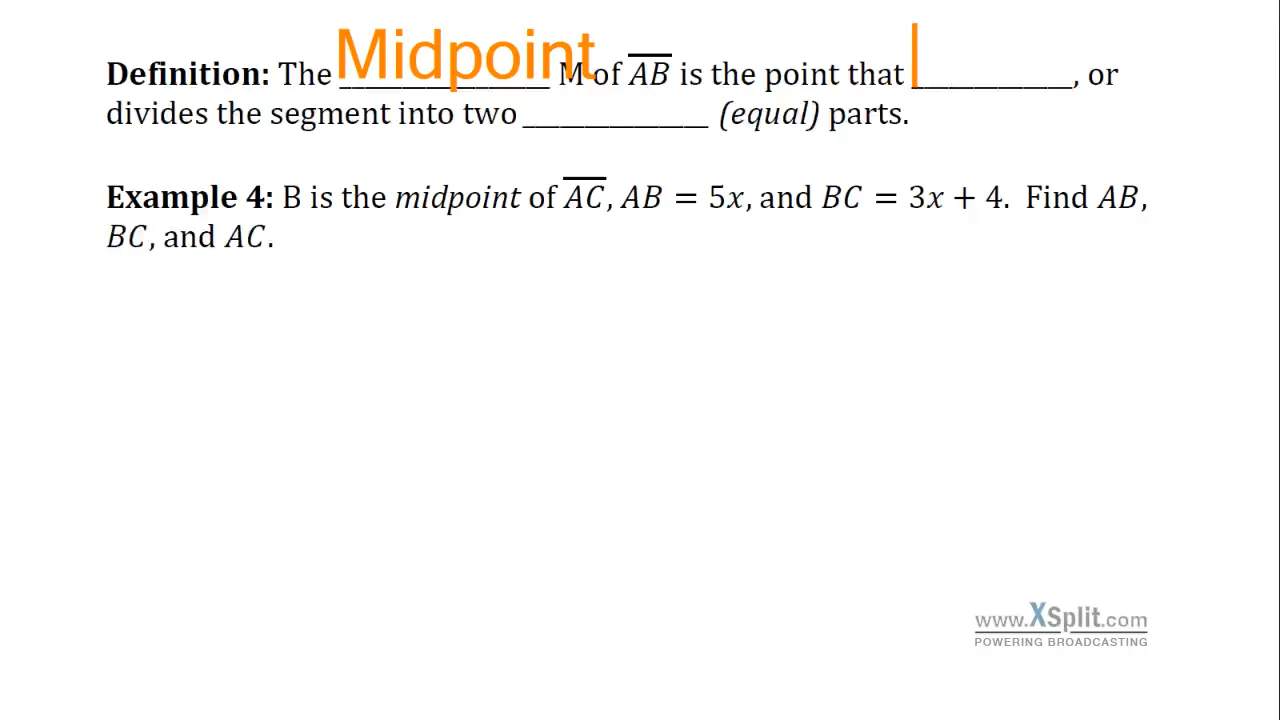 Definition: The Midpoint M of AB is the point that ____________, or
divides the segment into two ____________ (equal) parts.
Example 4: B is the midpoint of AC, AB = 5x, and BC = 3x + 4. Find AB,
BC, and AC.
www.XSplit.com
POWERING BROADCASTING